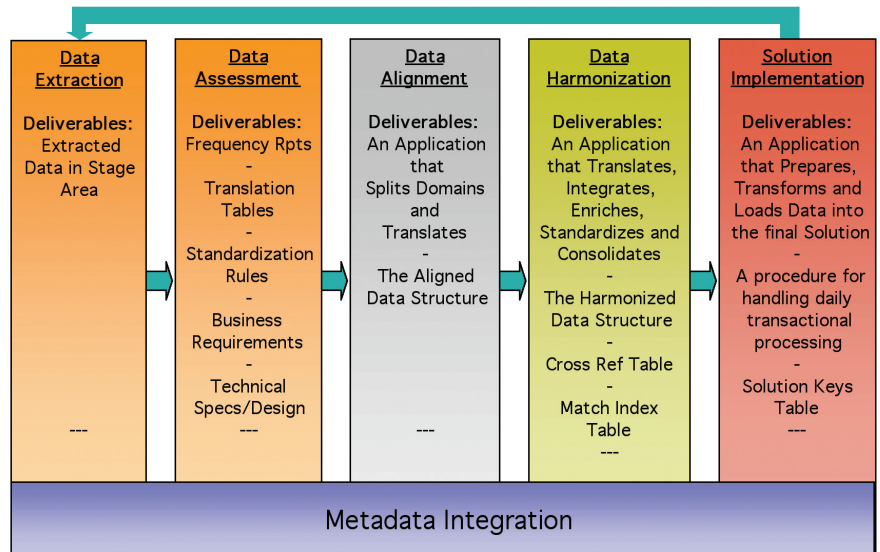 Data
Extraction
Deliverables:
Extracted
Data in Stage
Area
---
Data
Assessment
Deliverables:
Frequency Rpts
-
Translation
Tables
-
Standardization
Rules
-
Business
Requirements
-
Technical
Specs/Design
---
Data
Alignment
Deliverables:
An Application
that
Splits Domains
and
Translates
-
The Aligned
Data Structure
---
Data
Harmonization
Deliverables:
An Application
that Translates,
Integrates,
Enriches,
Standardizes and
Consolidates
-
The Harmonized
Data Structure
-
Cross Ref Table
-
Match Index
Table
---
Solution
Implementation
Deliverables:
An Application
that Prepares,
Transforms and
Loads Data into
the final Solution
-
A procedure for
handling daily
transactional
processing
-
Solution Keys
Table
---
Metadata Integration